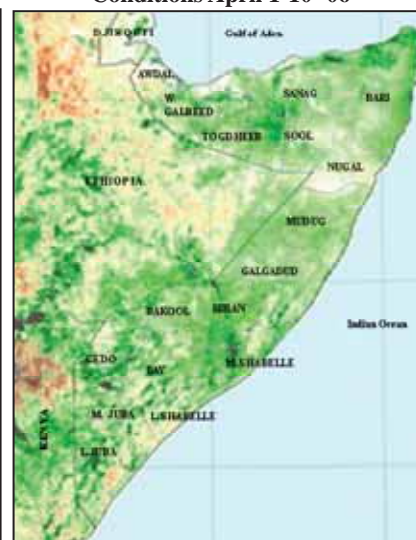 Conditions April 1-10 '06
DJIBOUTI
Gulf of Aden
AWDAL
SANAG
BARI
W.
GALBEED
TOGDHEER
SOOL
NUGAL
ETHIOPIA
MUDUG
GALGADUD
BAKOOL
HIRAN
Indian Ocean
GEDO
BAY
M. SHABELLE
M. JUBA
L. SHABELLE
KENYA
L. JUBA